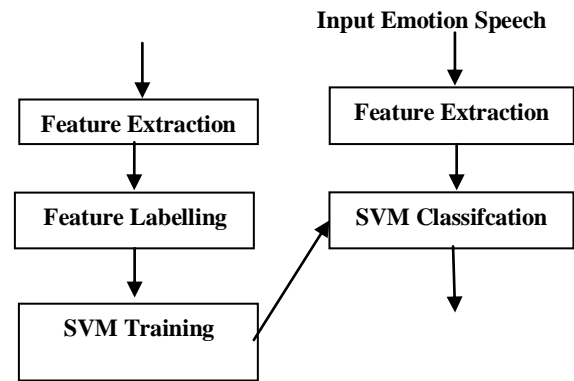 Input Emotion Speech
Feature Extraction
Feature Extraction
Feature Labelling
SVM Classifcation
SVM Training